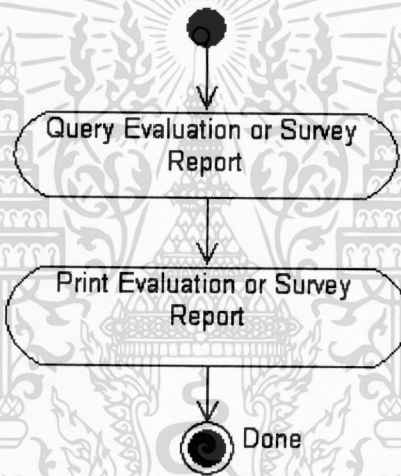 Query Evaluation or Survey
Report
Print Evaluation or Survey
Report
Done